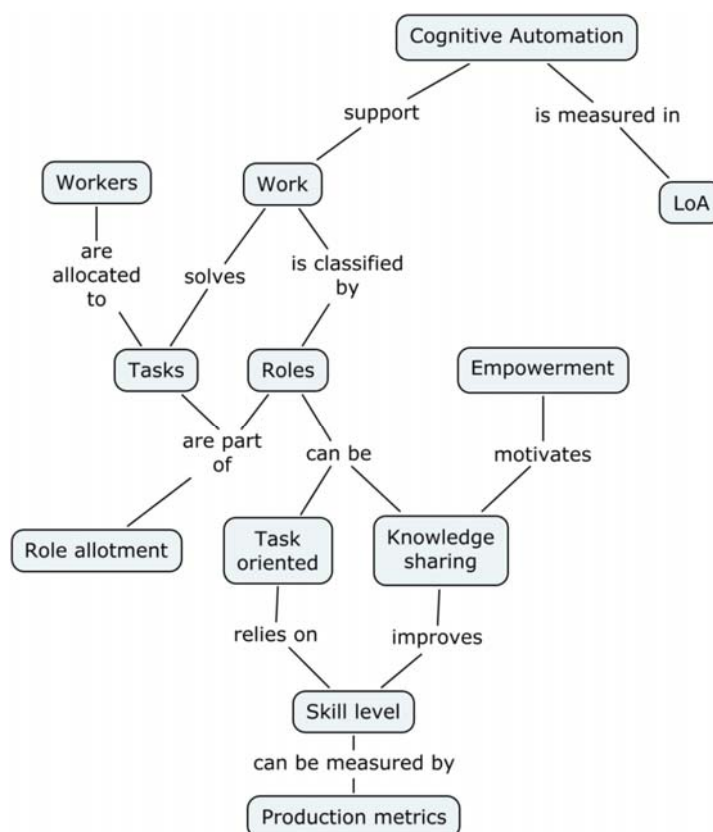 Cognitive Automation
support
is measured in
Workers
Work
LoA
are
allocated
to
solves
is classified
by
Tasks
Roles
Empowerment
are part
of
can be
motivates
Role allotment
Task
oriented
Knowledge
sharing
relies on
improves
Skill level
can be measured by
Production metrics